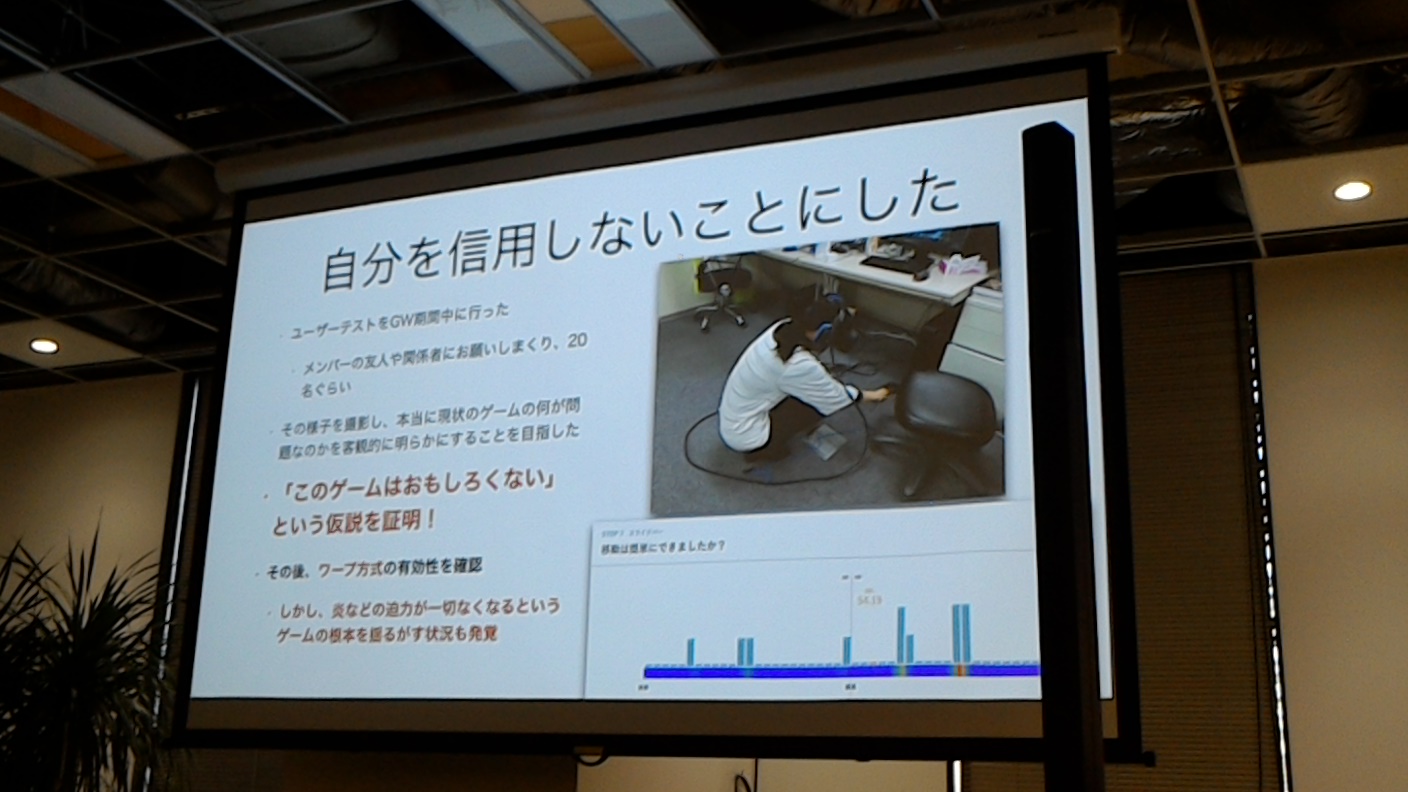 自分を信用しないことにした
・ユーザーテストをGW期間中に行った
・メンバーの友人や関係者にお願いしまくり、20
名ぐらい
・その様子を撮影し、本当に現状のゲームの何が問
題なのかを客観的に明らかにすることを目指した
・「このゲームはおもしろくない」
という仮説を証明！
・その後、ワープ方式の有効性を確認
・しかし、炎などの迫力が一切なくなるという
ゲームの根本を揺るがす状況も発覚
移動は簡単にできましたか？